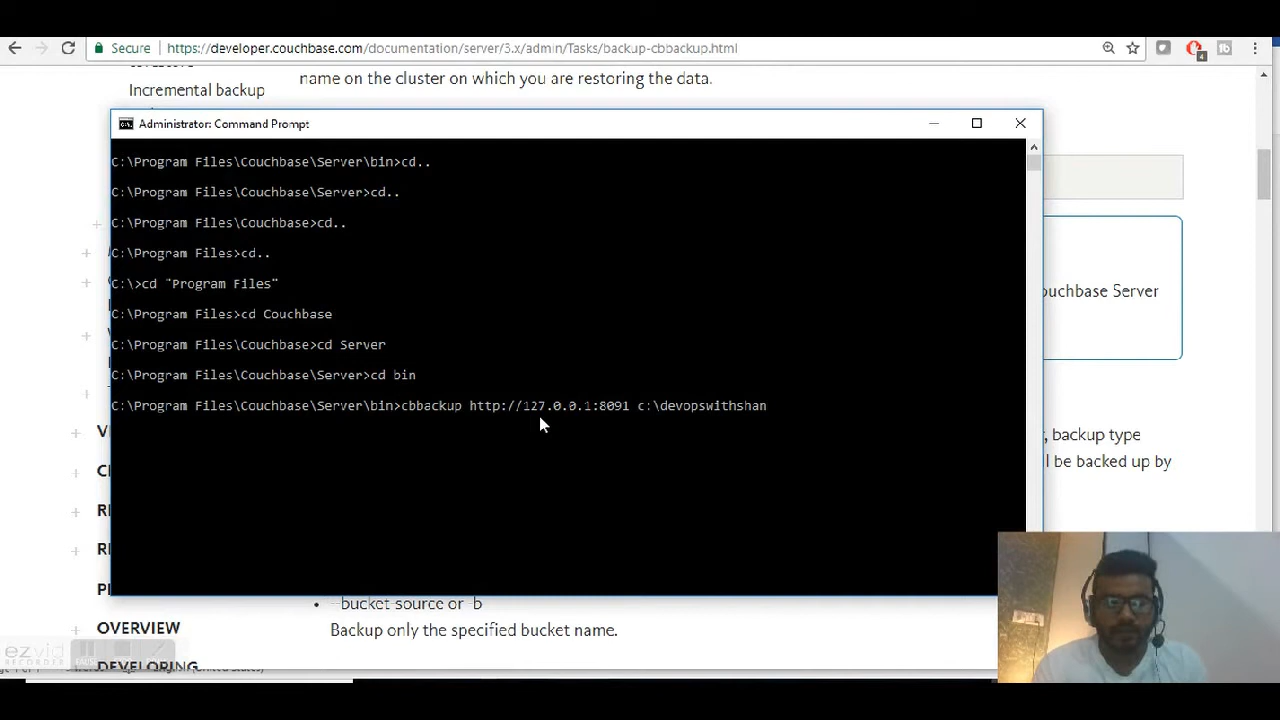 Secure
https://developer.couchbase.com/documentation/server/3.x/admin/Tasks/backup-cbbackup.html
4
name on the cluster on which you are restoring the data.
Incremental backup
Administrator: Command Prompt
C:\Program Files\Couchbase\Server\bin>cd..
C:\Program Files\Couchbase\Server>cd..
C:\Program Files\Couchbase>cd..
C:\Program Files>cd..
C:\>cd "Program Files"
C:\Program Files>cd Couchbase
C:\Program Files\Couchbase>cd Server
C:\Program Files\Couchbase\Server>cd bin
C:\Program Files\Couchbase\Server\bin>cbbackup http://127.0.0.1:8091 c:\devopswithshan
ouchbase Server
, backup type
l be backed up by
bucket-source or -b
Backup only the specified bucket name.
OVERVIEW
DEVELOPING
ezvid
RECORDER
PAUSE